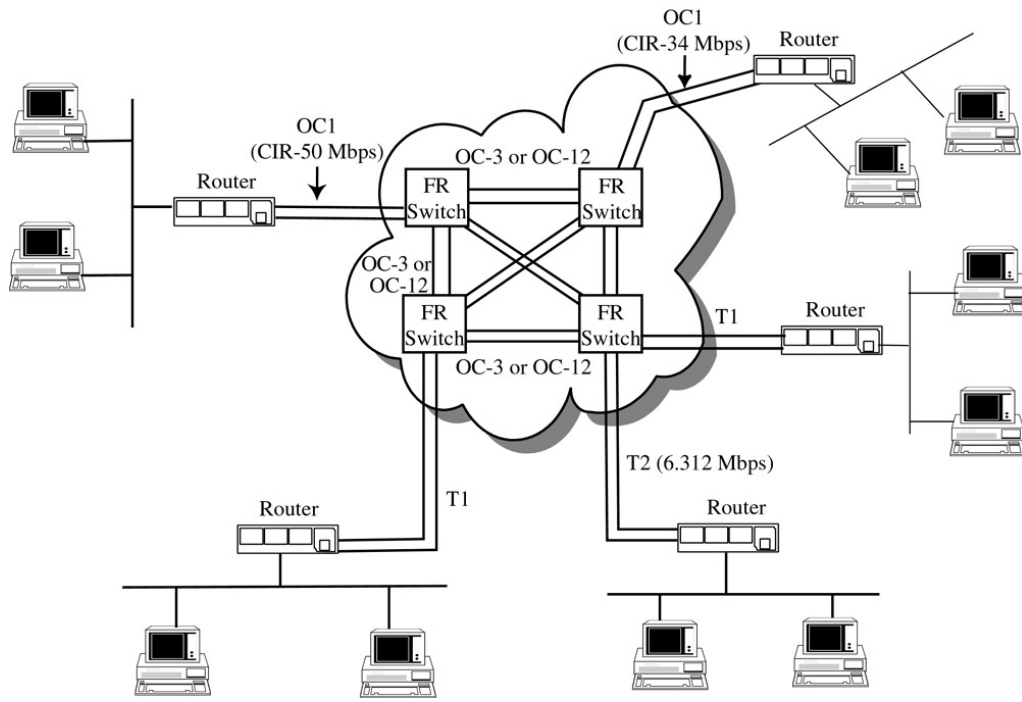 OC1
(CIR-34 Mbps)
Router
OC1
(CIR-50 Mbps)
OC-3 or OC-12
Router
FR
Switch
FR
Switch
OC-3 or
OC-12
FR
Switch
FR
Switch
T1
Router
OC-3 or OC-12
T2 (6.312 Mbps)
T1
Router
Router